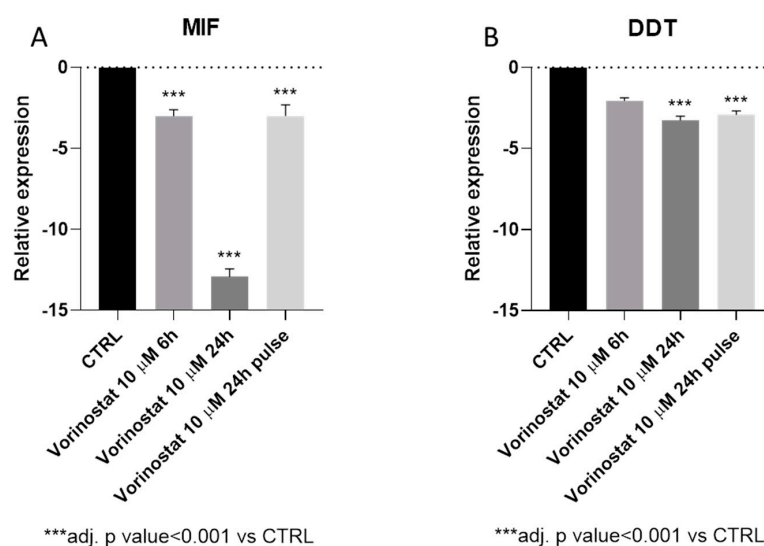 A
MIF
Relative expression
0
-5
-10
-15
***
***
***
CTRL
Vorinostat 10 μM 6h
Vorinostat 10 μM 24h
Vorinostat 10 μM 24h pulse
***adj. p value<0.001 vs CTRL
B
DDT
Relative expression
0
-5
-10
-15
***
***
CTRL
Vorinostat 10 μM 6h
Vorinostat 10 μM 24h
Vorinostat 10 μM 24h pulse
***adj. p value<0.001 vs CTRL